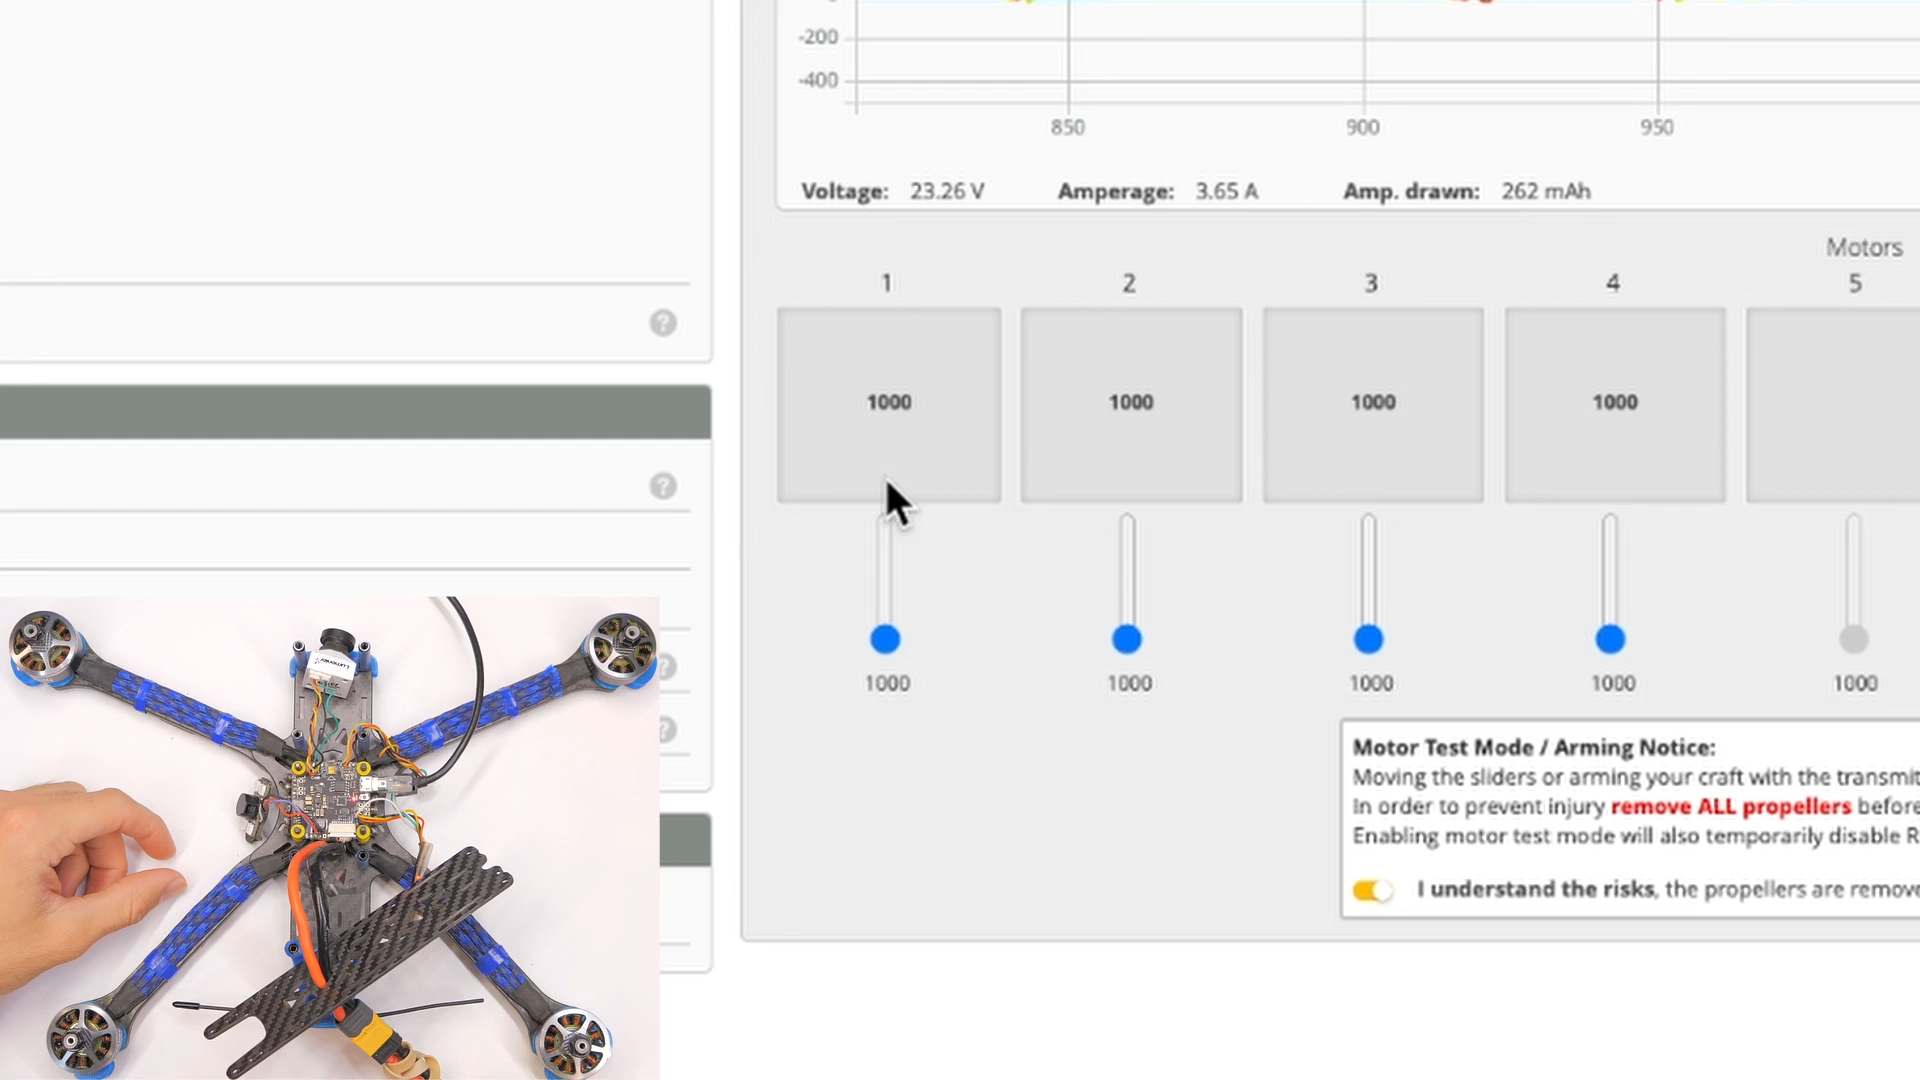 -200
-400
850 900 950
Voltage: 23.26 V Amperage: 3.65 A Amp. drawn: 262 mAh
Motors
1 2 3 4 5
1000 1000 1000 1000
1000 1000 1000 1000 1000
Motor Test Mode / Arming Notice:
Moving the sliders or arming your craft with the transmit
In order to prevent injury remove ALL propellers before
Enabling motor test mode will also temporarily disable R
I understand the risks, the propellers are remove
?
?
?
?